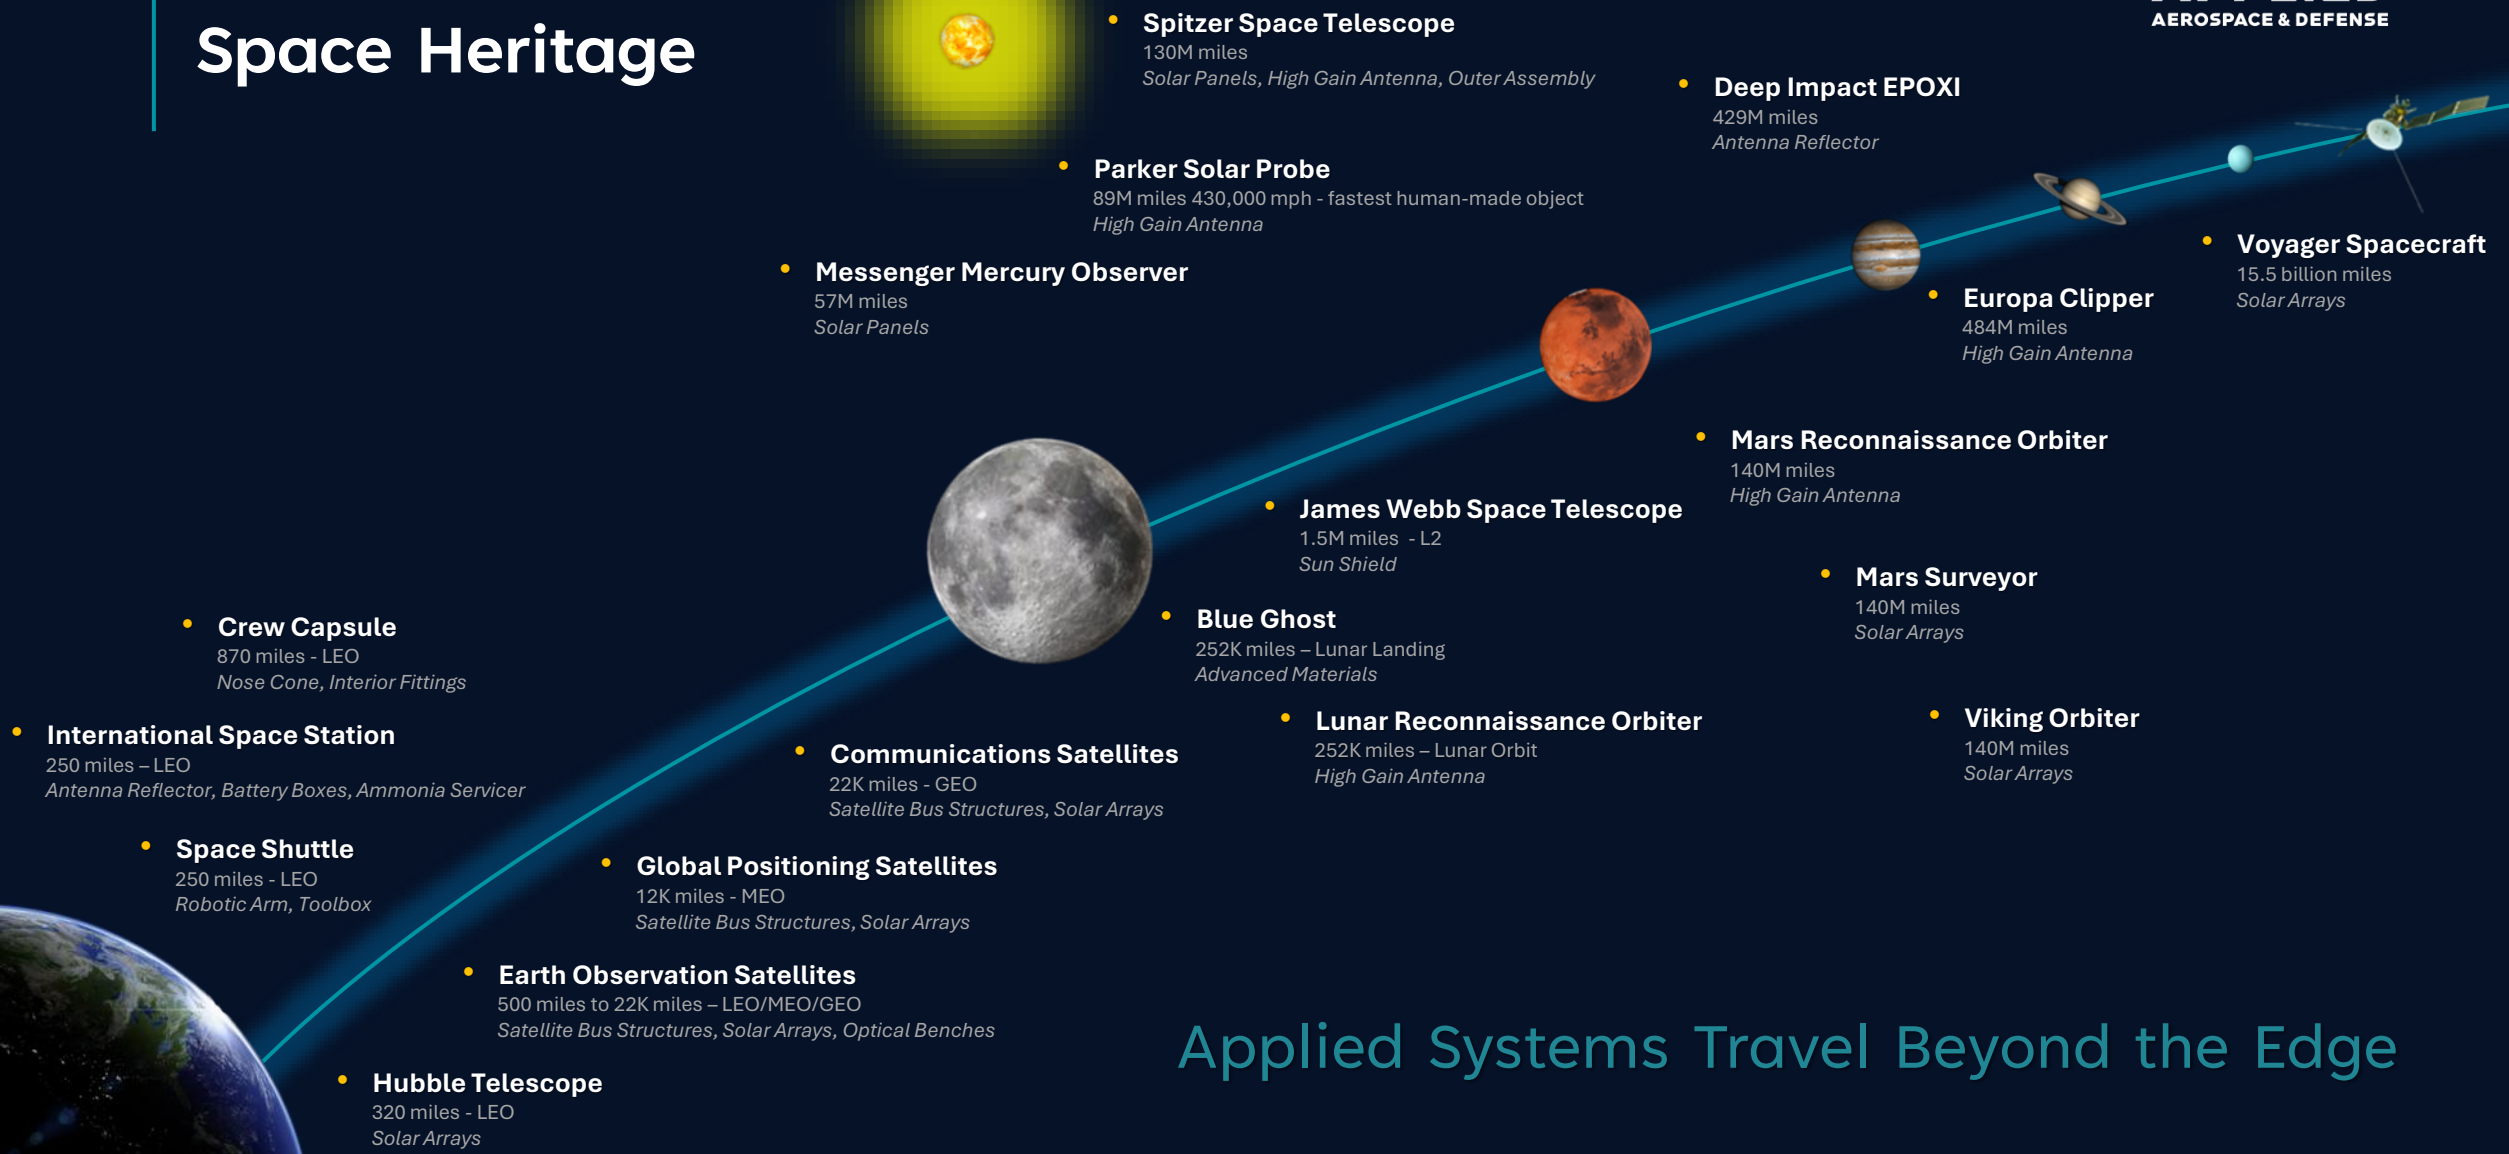 Space Heritage
AEROSPACE & DEFENSE
Spitzer Space Telescope
130M miles
Solar Panels, High Gain Antenna, Outer Assembly
Deep Impact EPOXI
429M miles
Antenna Reflector
Parker Solar Probe
89M miles 430,000 mph - fastest human-made object
High Gain Antenna
Messenger Mercury Observer
57M miles
Solar Panels
Voyager Spacecraft
15.5 billion miles
Solar Arrays
Europa Clipper
484M miles
High Gain Antenna
Mars Reconnaissance Orbiter
140M miles
High Gain Antenna
James Webb Space Telescope
1.5M miles - L2
Sun Shield
Mars Surveyor
140M miles
Solar Arrays
Blue Ghost
252K miles – Lunar Landing
Advanced Materials
Crew Capsule
870 miles - LEO
Nose Cone, Interior Fittings
Lunar Reconnaissance Orbiter
252K miles – Lunar Orbit
High Gain Antenna
Viking Orbiter
140M miles
Solar Arrays
International Space Station
250 miles – LEO
Antenna Reflector, Battery Boxes, Ammonia Servicer
Communications Satellites
22K miles - GEO
Satellite Bus Structures, Solar Arrays
Space Shuttle
250 miles - LEO
Robotic Arm, Toolbox
Global Positioning Satellites
12K miles - MEO
Satellite Bus Structures, Solar Arrays
Earth Observation Satellites
500 miles to 22K miles – LEO/MEO/GEO
Satellite Bus Structures, Solar Arrays, Optical Benches
Hubble Telescope
320 miles - LEO
Solar Arrays
Applied Systems Travel Beyond the Edge